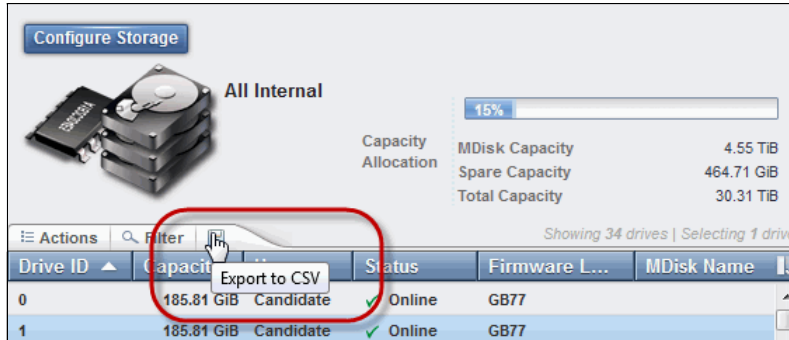 Configure Storage
All Internal
15%
Capacity Allocation
MDisk Capacity 4.55 TiB
Spare Capacity 464.71 GiB
Total Capacity 30.31 TiB
Actions Filter
Showing 34 drives | Selecting 1
Export to CSV
Drive ID Status Firmware L... MDisk Name
0 185.81 GiB Candidate Online GB77
1 185.81 GiB Candidate Online GB77